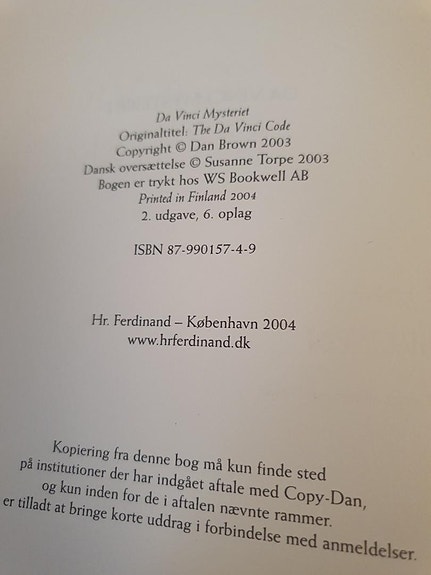 Da Vinci Mysteriet
Originaltitel: The Da Vinci Code
Copyright © Dan Brown 2003
Dansk oversættelse © Susanne Torpe 2003
Bogen er trykt hos WS Bookwell AB
Printed in Finland 2004
2. udgave, 6. oplag
ISBN 87-990157-4-9
Hr. Ferdinand – København 2004
www.hrferdinand.dk
Kopiering fra denne bog må kun finde sted
på institutioner der har indgået aftale med Copy-Dan,
og kun inden for de i aftalen nævnte rammer.
er tilladt at bringe korte uddrag i forbindelse med anmeldelser.